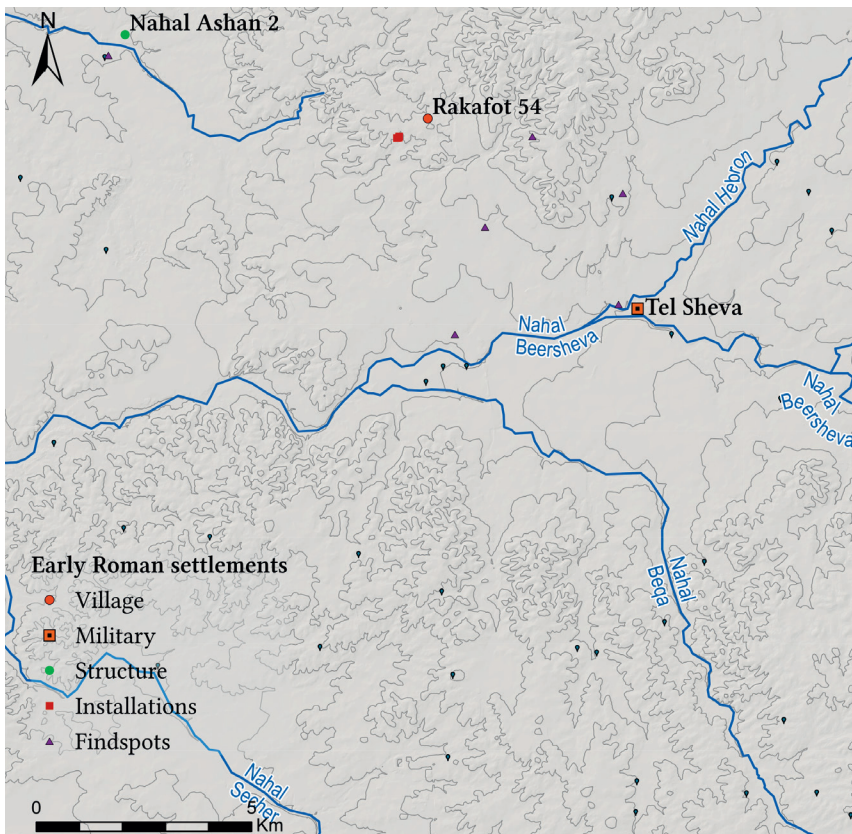 N
Nahal Ashan 2
Rakafot 54
Nahal Hebron
Tel Sheva
Nahal
Beersheva
Nahal
Beersheva
Nahal
Beqa
Early Roman settlements
Village
Military
Structure
Installations
Findspots
Nahal
Secher
0
5
Km